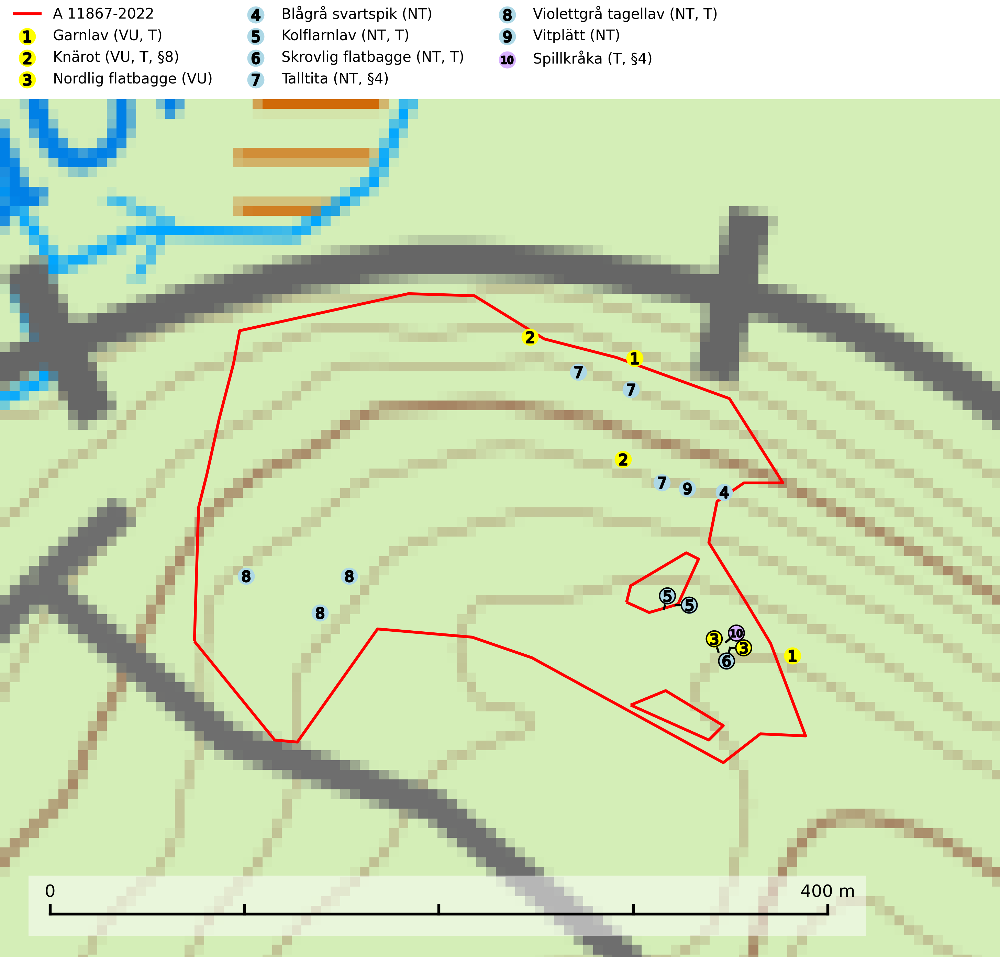 A 11867-2022
1 Garnlav (VU, T)
2 Knärot (VU, T, §8)
3 Nordlig flatbagge (VU)
4 Blågrå svartspik (NT)
5 Kolflarnlav (NT, T)
6 Skrovlig flatbagge (NT, T)
7 Talltita (NT, §4)
8 Violettgrå tagellav (NT, T)
9 Vitplätt (NT)
10 Spillkråka (T, §4)
2
1
7
7
2
7
9
4
8
8
5
5
8
10
3
3
1
6
0
400 m